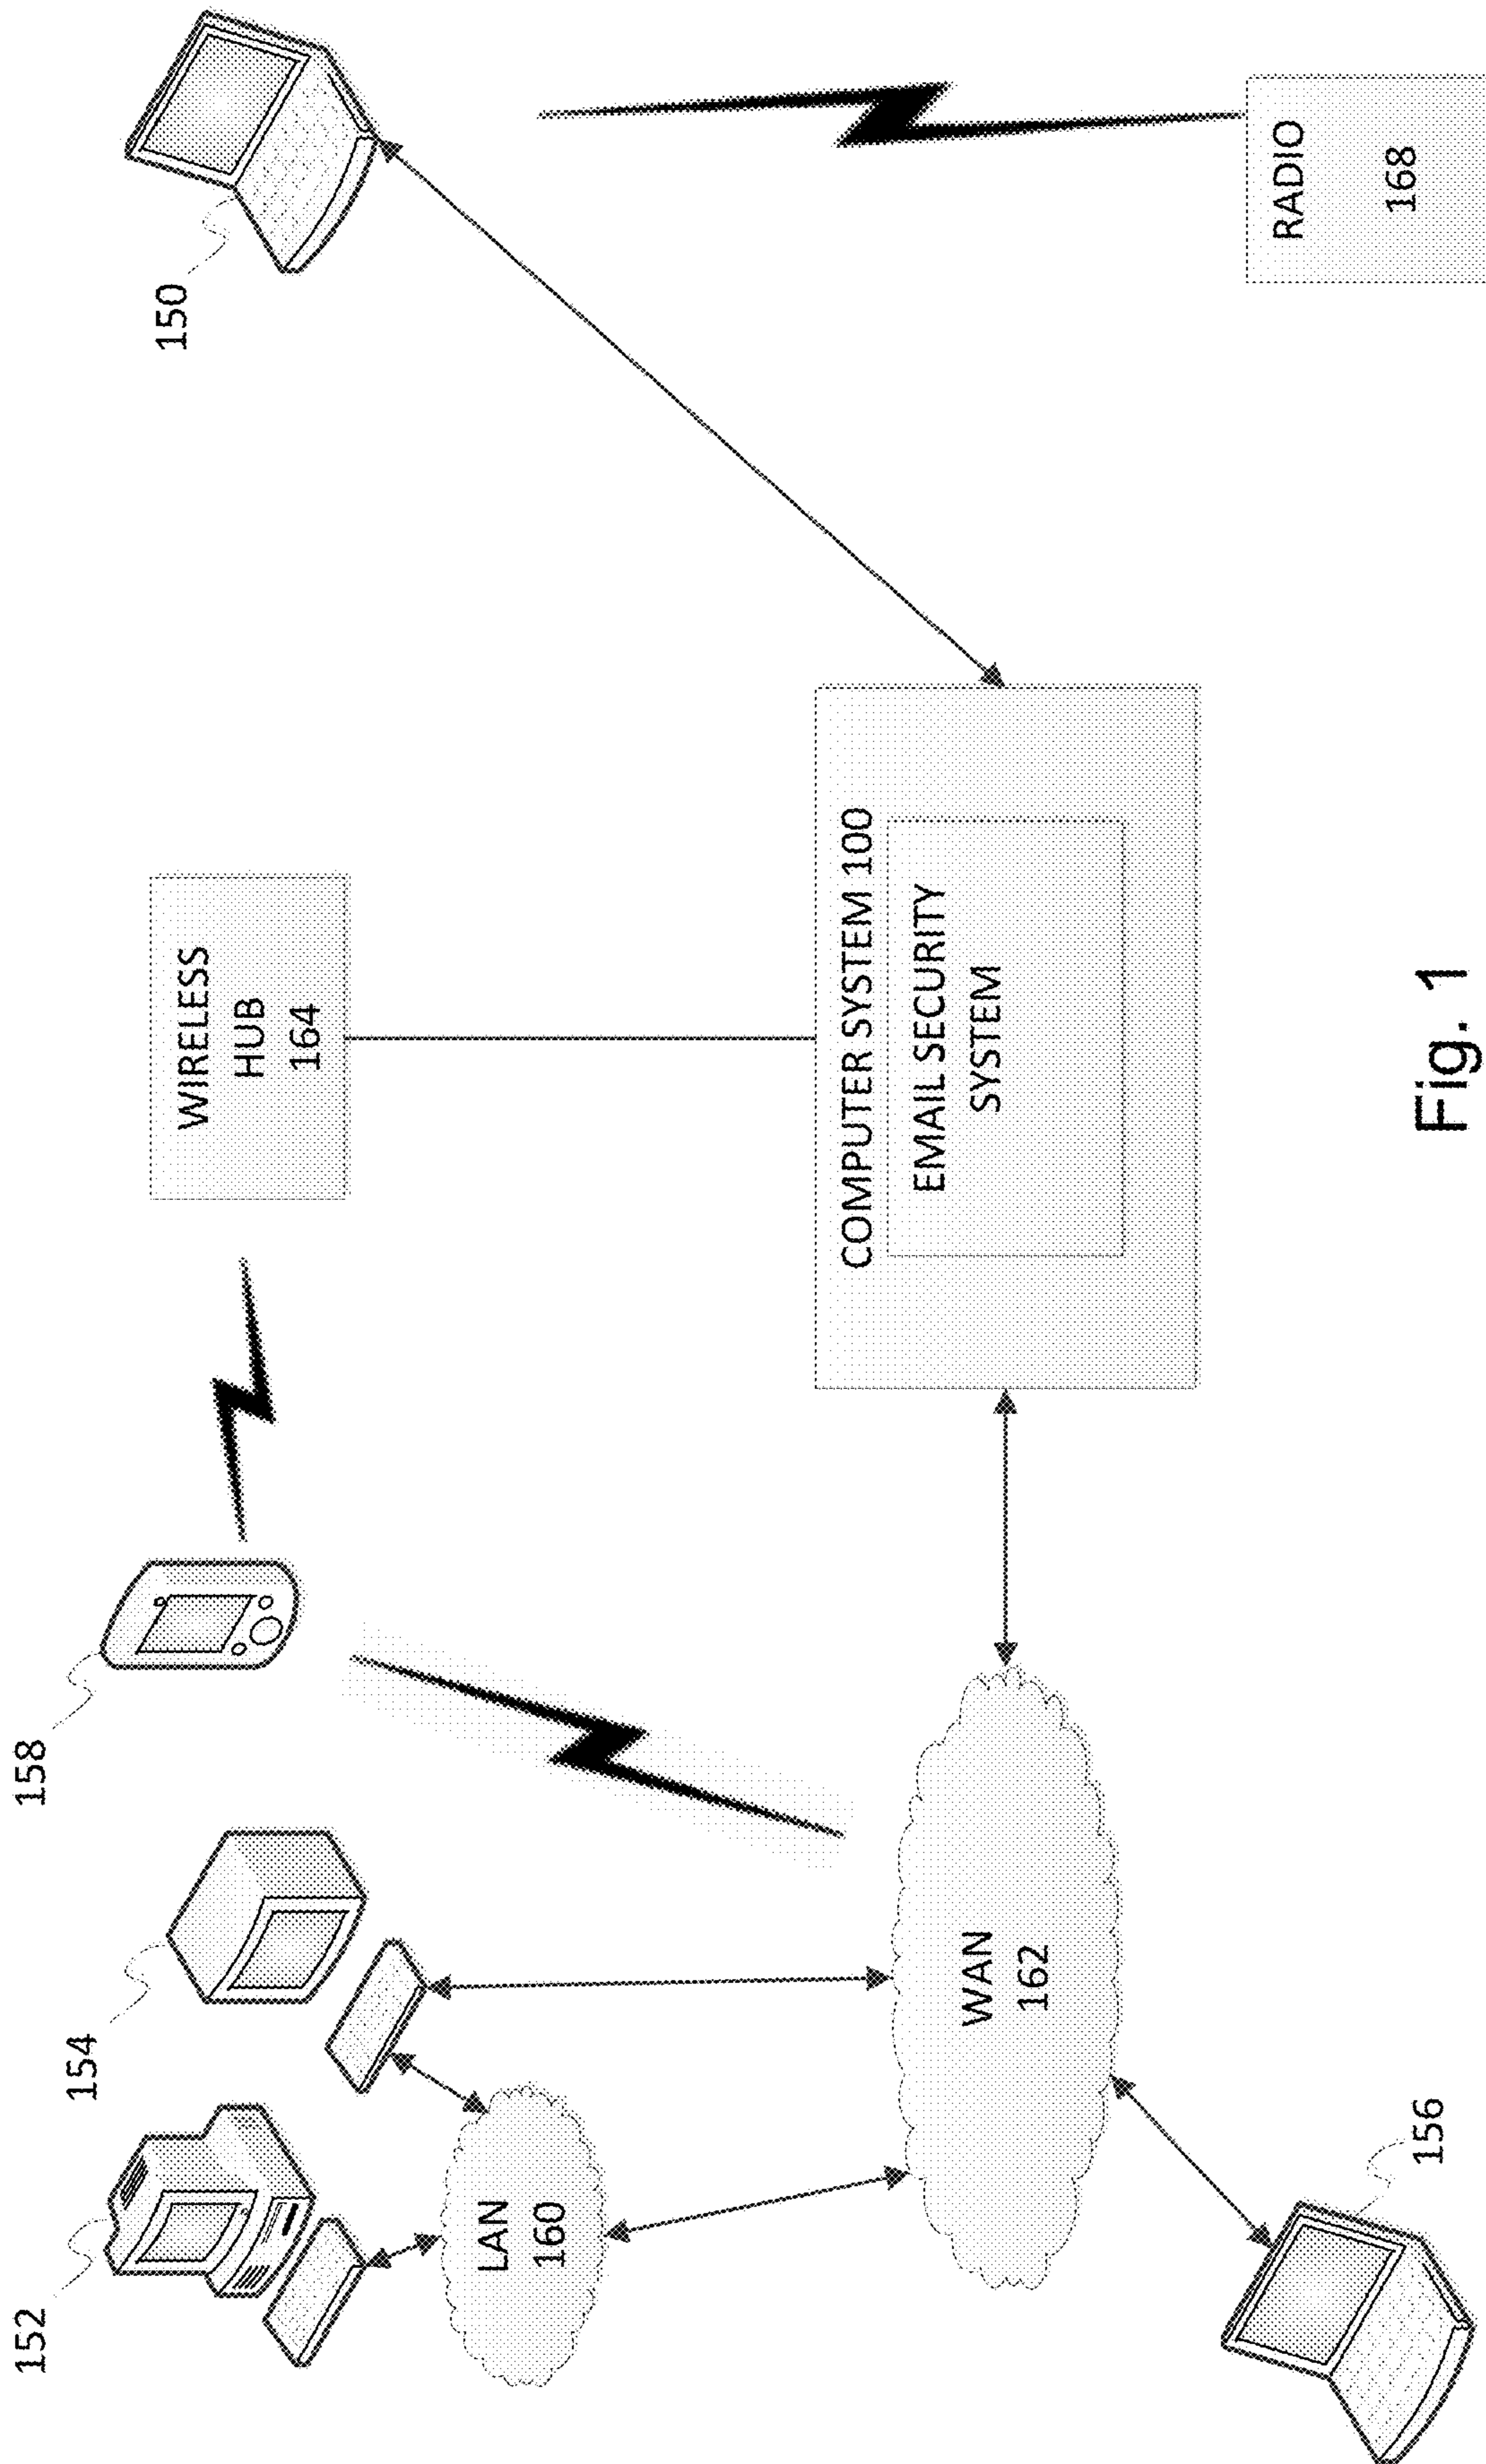 152
154
158
WIRELESS
HUB
164
150
LAN
160
WAN
162
COMPUTER SYSTEM 100
EMAIL SECURITY
SYSTEM
156
RADIO
168
Fig. 1